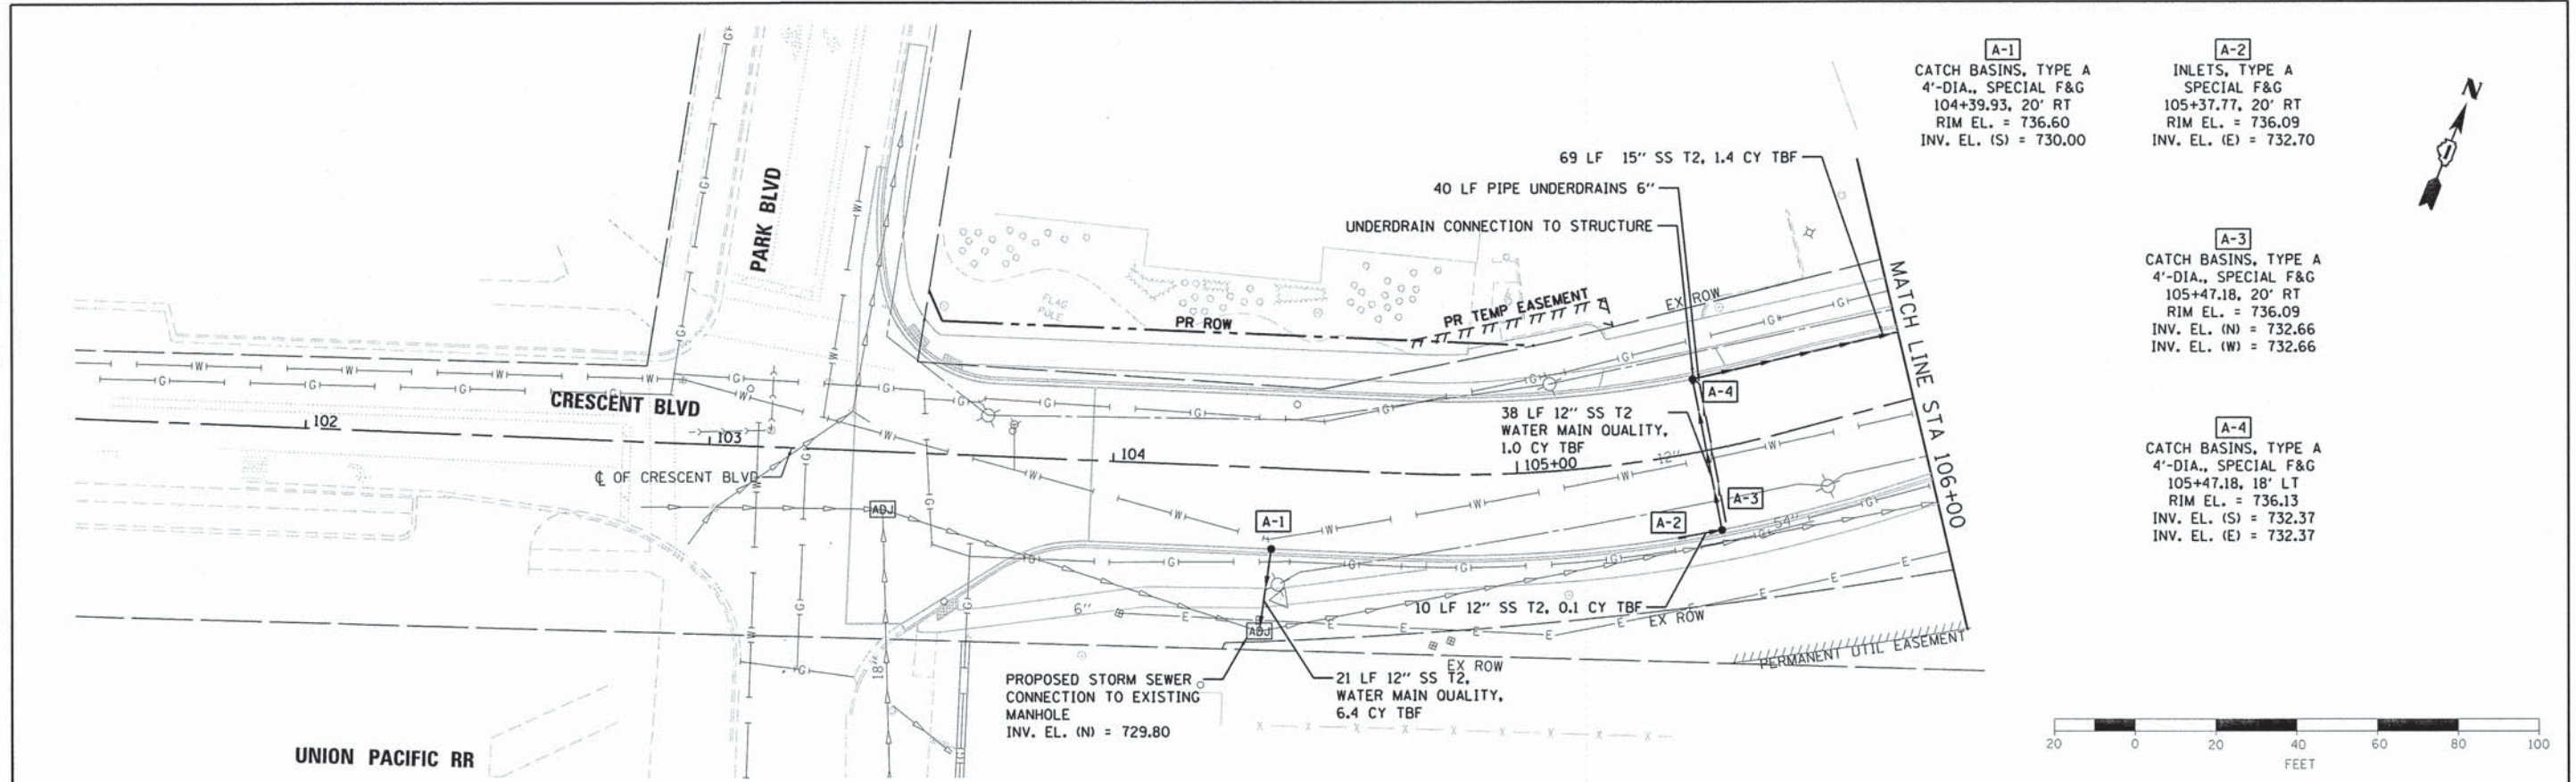 A-1
CATCH BASINS, TYPE A
4'-DIA., SPECIAL F&G
104+39.93, 20' RT
RIM EL. = 736.60
INV. EL. (S) = 730.00
A-2
INLETS, TYPE A
SPECIAL F&G
105+37.77, 20' RT
RIM EL. = 736.09
INV. EL. (E) = 732.70
N
A-3
CATCH BASINS, TYPE A
4'-DIA., SPECIAL F&G
105+47.18, 20' RT
RIM EL. = 736.09
INV. EL. (N) = 732.66
INV. EL. (W) = 732.66
A-4
CATCH BASINS, TYPE A
4'-DIA., SPECIAL F&G
105+47.18, 18' LT
RIM EL. = 736.13
INV. EL. (S) = 732.37
INV. EL. (E) = 732.37
69 LF 15" SS T2, 1.4 CY TBF
40 LF PIPE UNDERDRAINS 6"
UNDERDRAIN CONNECTION TO STRUCTURE
PARK BLVD
FLAG
POLE
PR ROW
PR TEMP EASEMENT
EX ROW
MATCH LINE STA 106+00
CRESCENT BLVD
102
103
104
105+00
℄ OF CRESCENT BLVD
A-4
38 LF 12" SS T2
WATER MAIN QUALITY,
1.0 CY TBF
12"
A-3
A-2
A-1
54"
ADJ
ADJ
6"
18"
10 LF 12" SS T2, 0.1 CY TBF
EX ROW
EX ROW
PERMANENT UTIL EASEMENT
PROPOSED STORM SEWER
CONNECTION TO EXISTING
MANHOLE
INV. EL. (N) = 729.80
21 LF 12" SS T2,
WATER MAIN QUALITY,
6.4 CY TBF
UNION PACIFIC RR
20 0 20 40 60 80 100
FEET